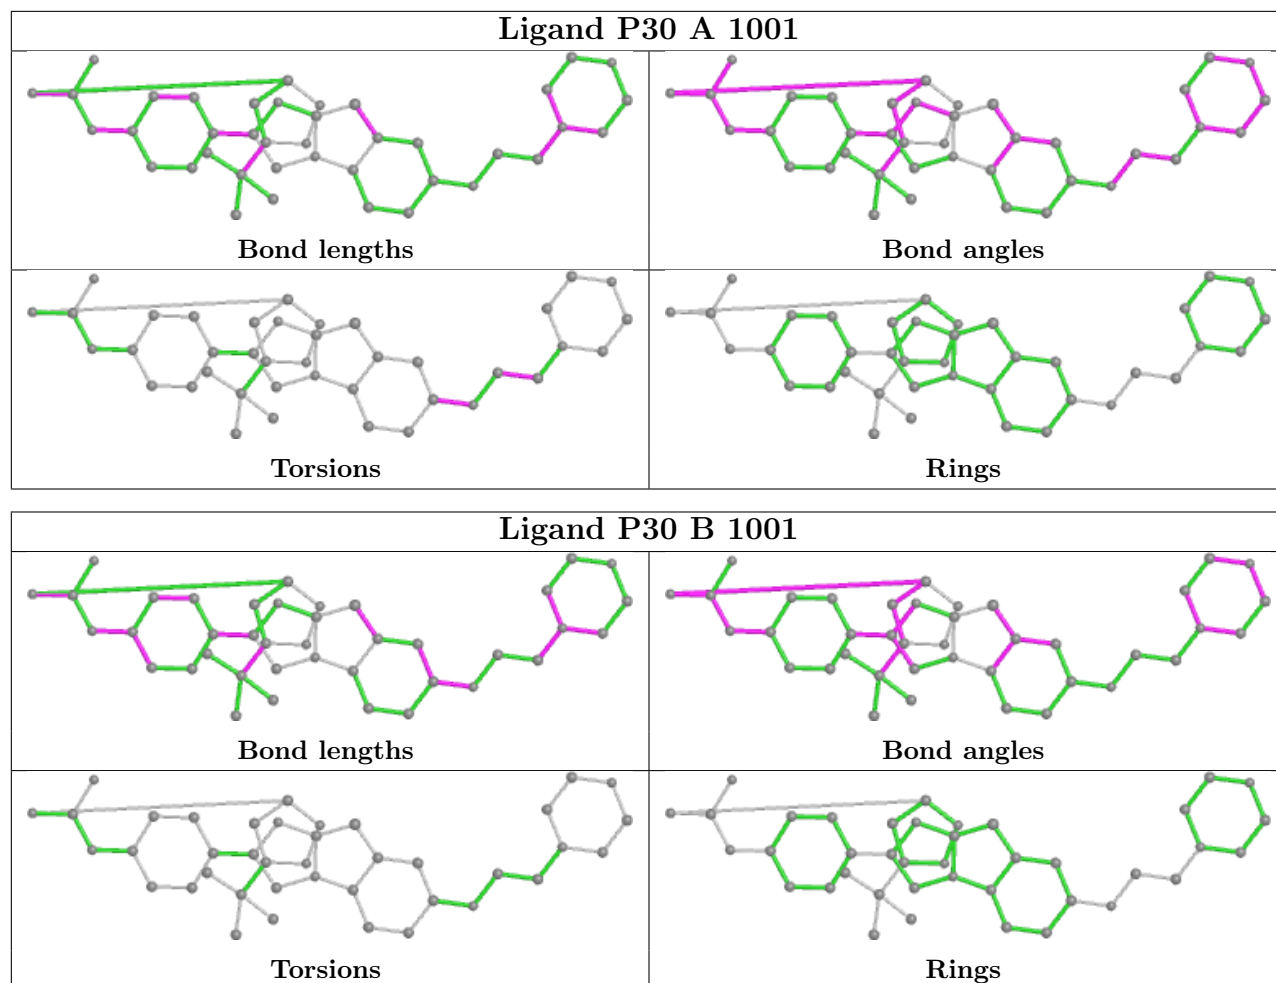 Ligand P30 A 1001
Bond lengths
Bond angles
Torsions
Rings
Ligand P30 B 1001
Bond lengths
Bond angles
Torsions
Rings